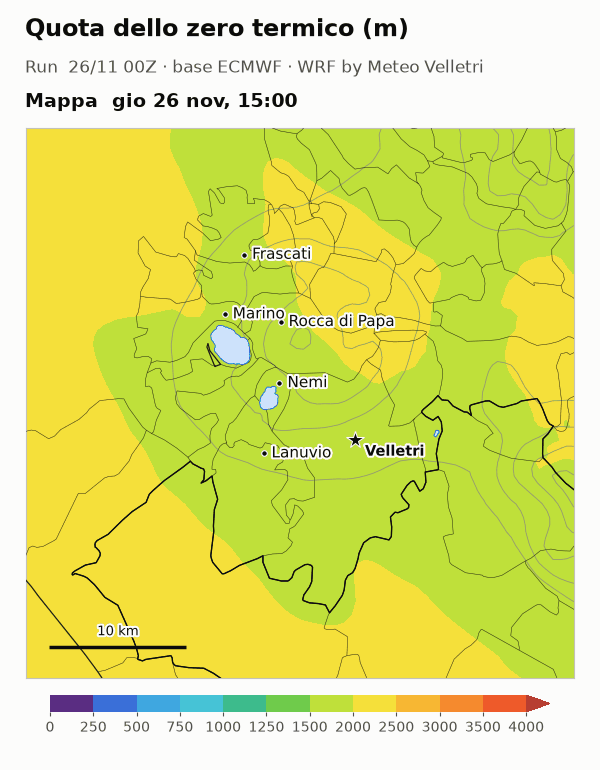 Quota dello zero termico (m)
Run  26/11 00Z · base ECMWF · WRF by Meteo Velletri
Mappa  gio 26 nov, 15:00
Frascati
Marino
Rocca di Papa
Nemi
Velletri
Lanuvio
10 km
0 250 500 750 1000 1250 1500 2000 2500 3000 3500 4000